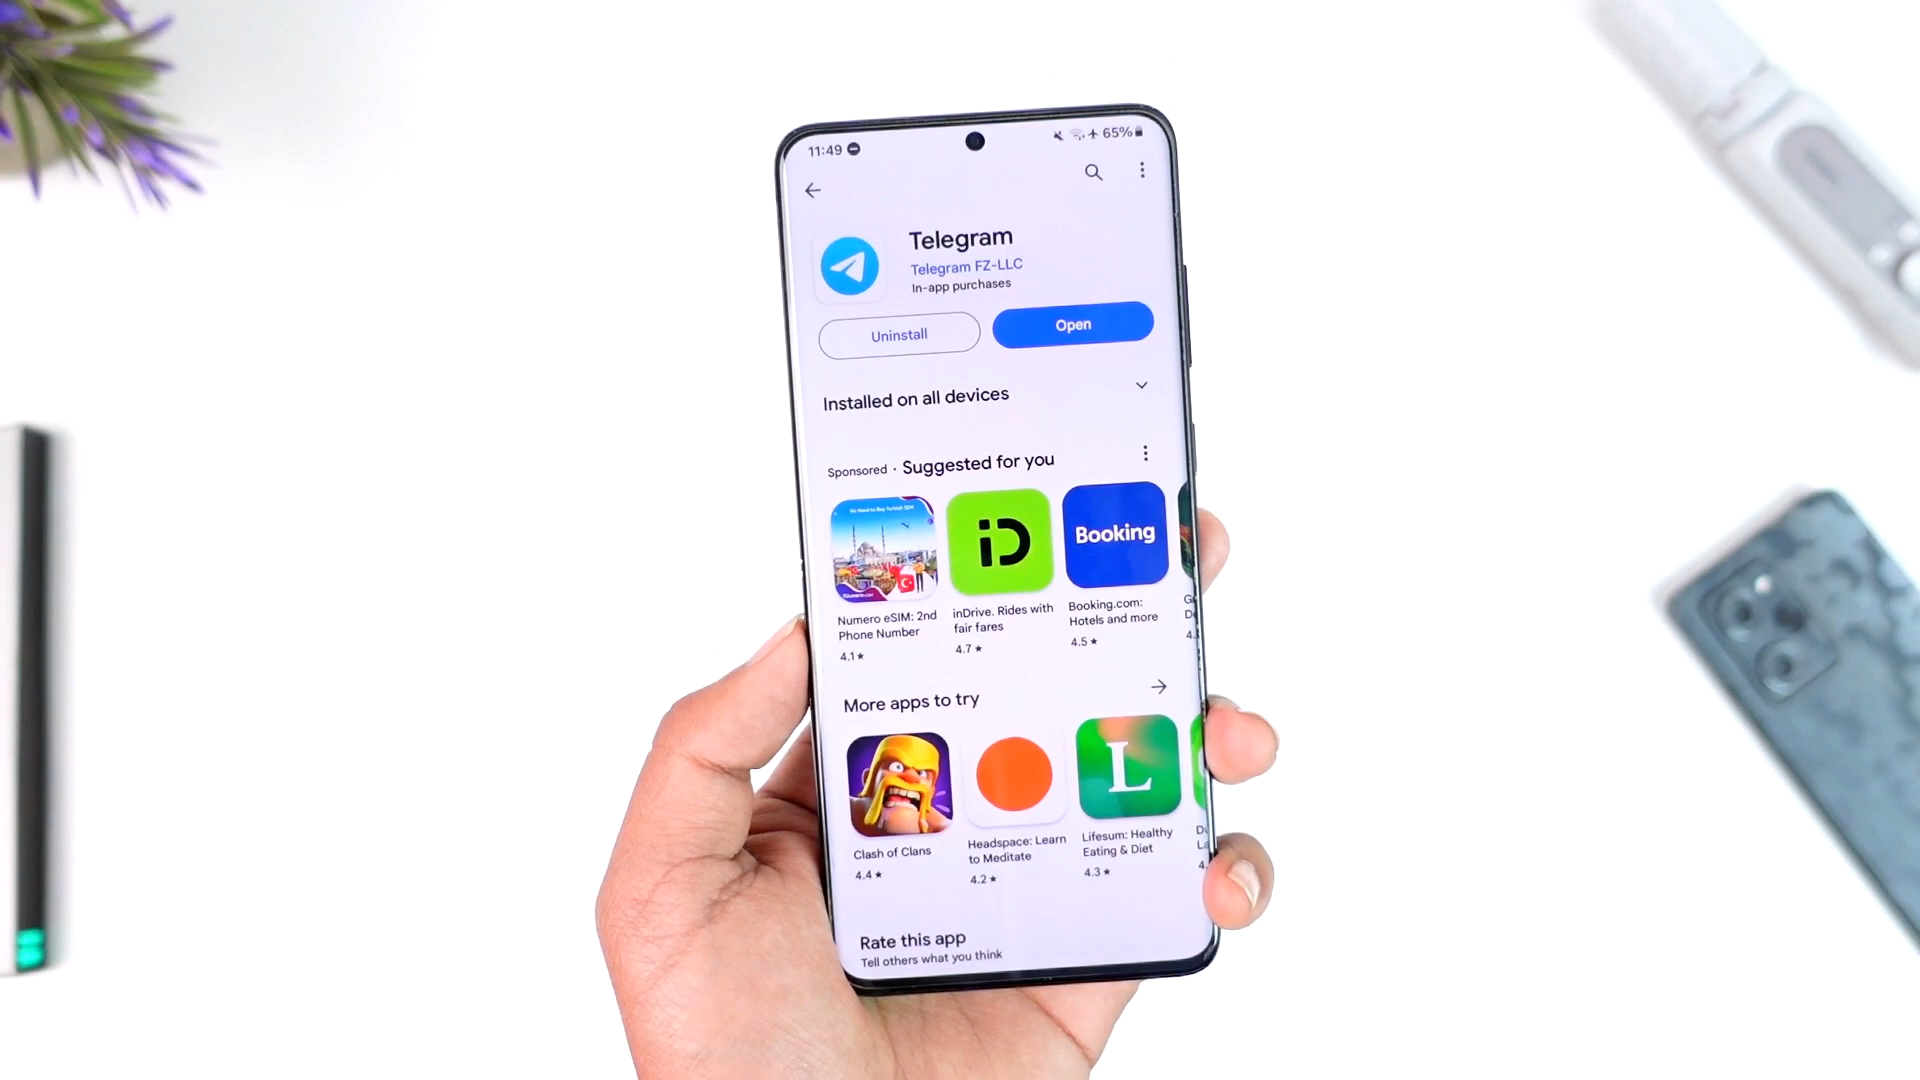 11:49
65%
Telegram
Telegram FZ-LLC
In-app purchases
Uninstall
Open
Installed on all devices
Sponsored · Suggested for you
Booking
Numero eSIM: 2nd
Phone Number
4.1★
inDrive. Rides with
fair fares
4.7★
Booking.com:
Hotels and more
4.5★
More apps to try
L
Clash of Clans
4.4★
Headspace: Learn
to Meditate
4.2★
Lifesum: Healthy
Eating & Diet
4.3★
Rate this app
Tell others what you think